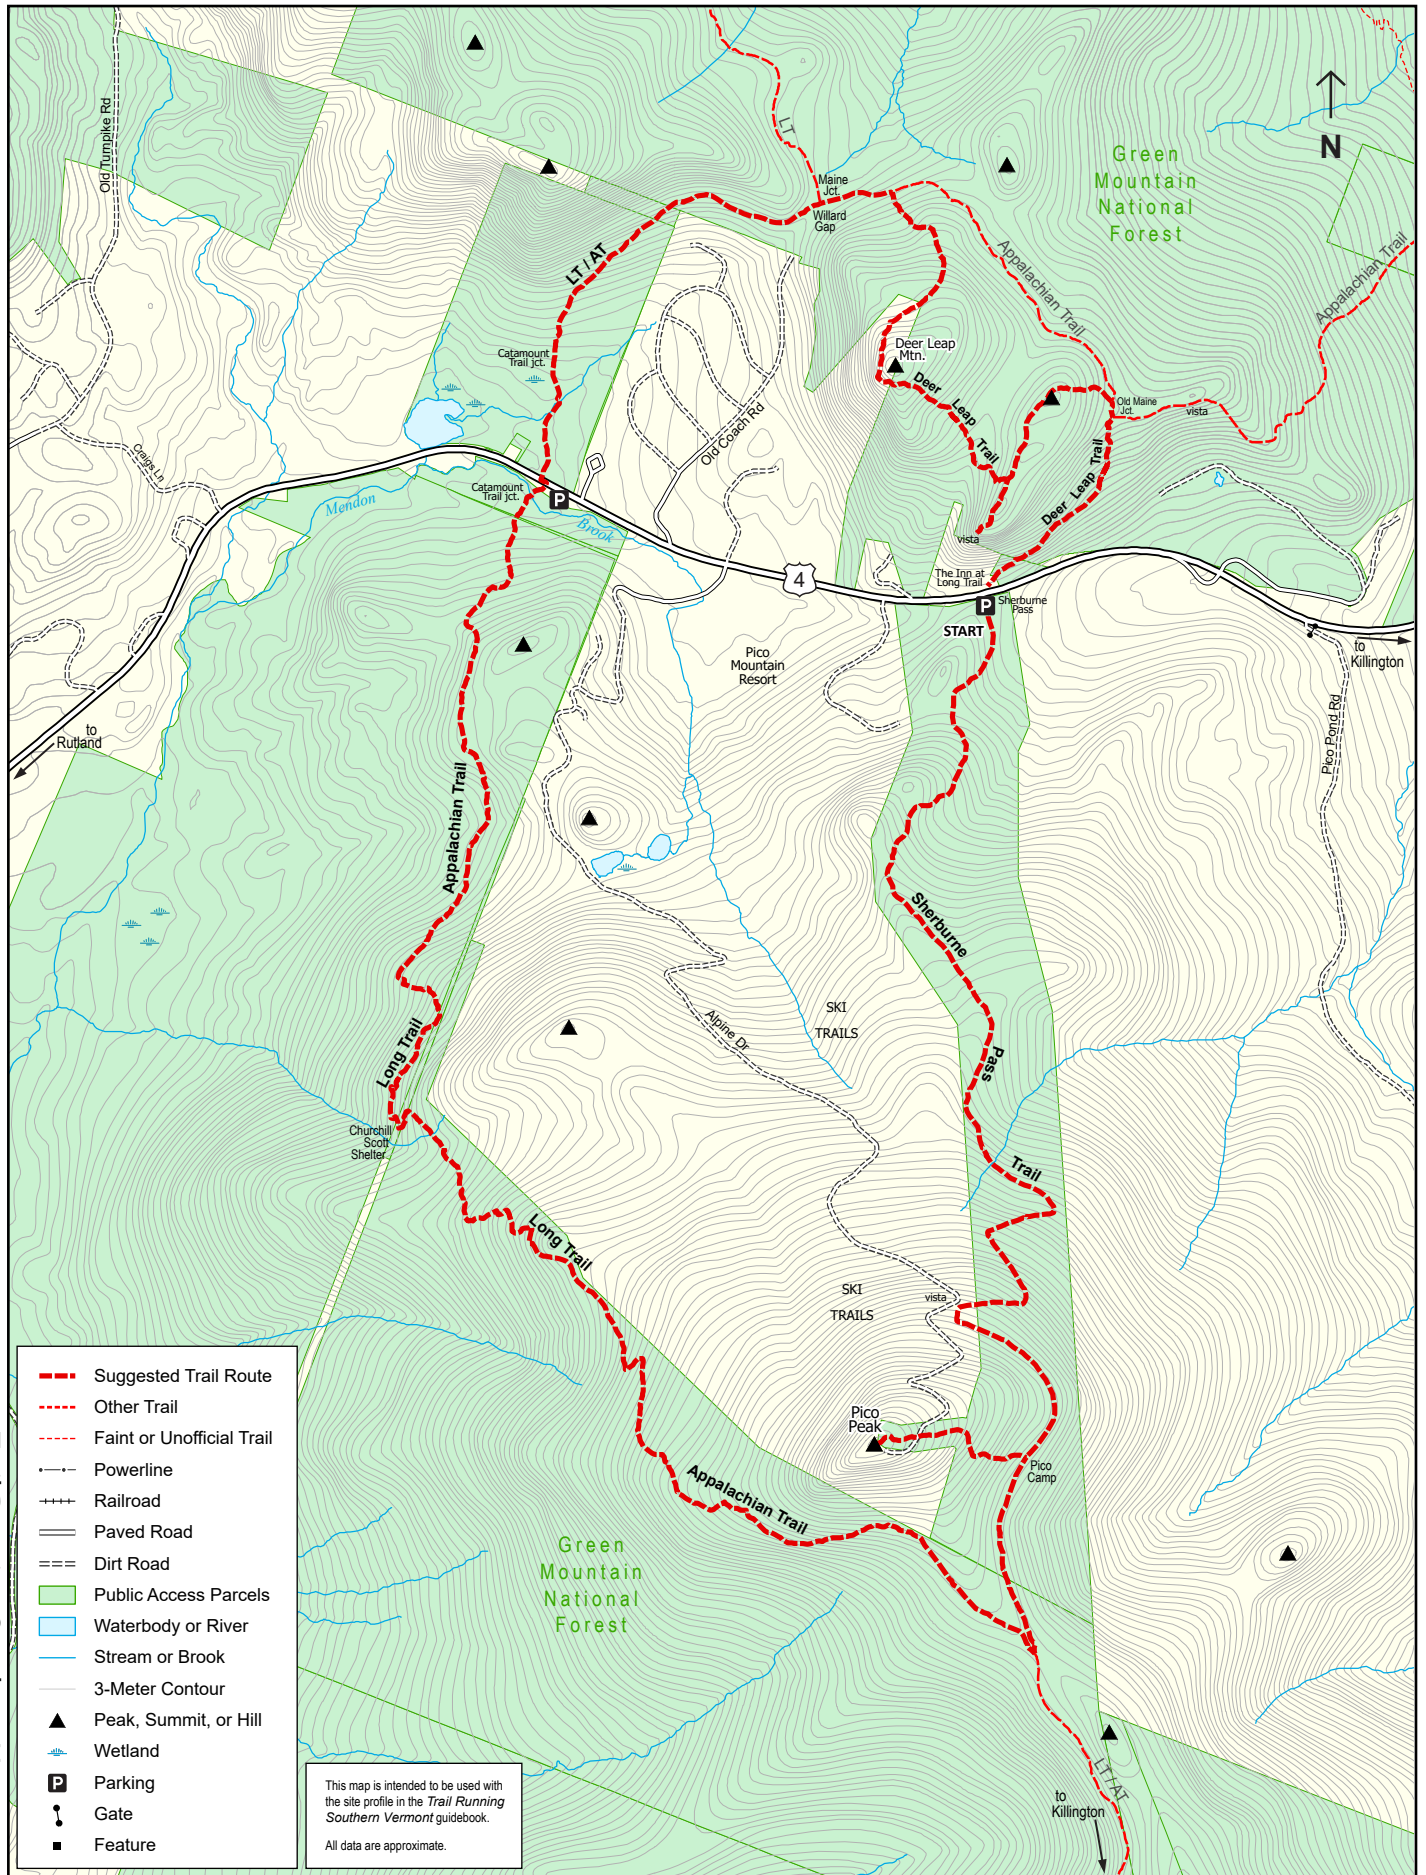 Old Turnpike Rd
LT
N
Green
Mountain
National
Forest
Maine
Jct.
Willard
Gap
LT / AT
Appalachian Trail
Appalachian Trail
Catamount
Trail jct.
Deer Leap
Mtn.
Deer
Leap
Trail
Old Maine
Jct.
vista
Old Coach Rd
Craigs Ln
Catamount
Trail jct.
P
Mendon
Brook
Deer Leap Trail
vista
4
The Inn at
Long Trail
P
Sherburne
Pass
START
to
Killington
Pico
Mountain
Resort
to
Rutland
Pico Pond Rd
Appalachian Trail
Sherburne
Pass
Trail
SKI
TRAILS
Alpine Dr
Long Trail
Churchill
Scott
Shelter
Long Trail
SKI
TRAILS
vista
Pico
Peak
Pico
Camp
Appalachian Trail
Green
Mountain
National
Forest
LT / AT
to
Killington
Suggested Trail Route
Other Trail
Faint or Unofficial Trail
Powerline
Railroad
Paved Road
Dirt Road
Public Access Parcels
Waterbody or River
Stream or Brook
3-Meter Contour
Peak, Summit, or Hill
Wetland
P Parking
Gate
Feature
This map is intended to be used with
the site profile in the Trail Running
Southern Vermont guidebook.
All data are approximate.